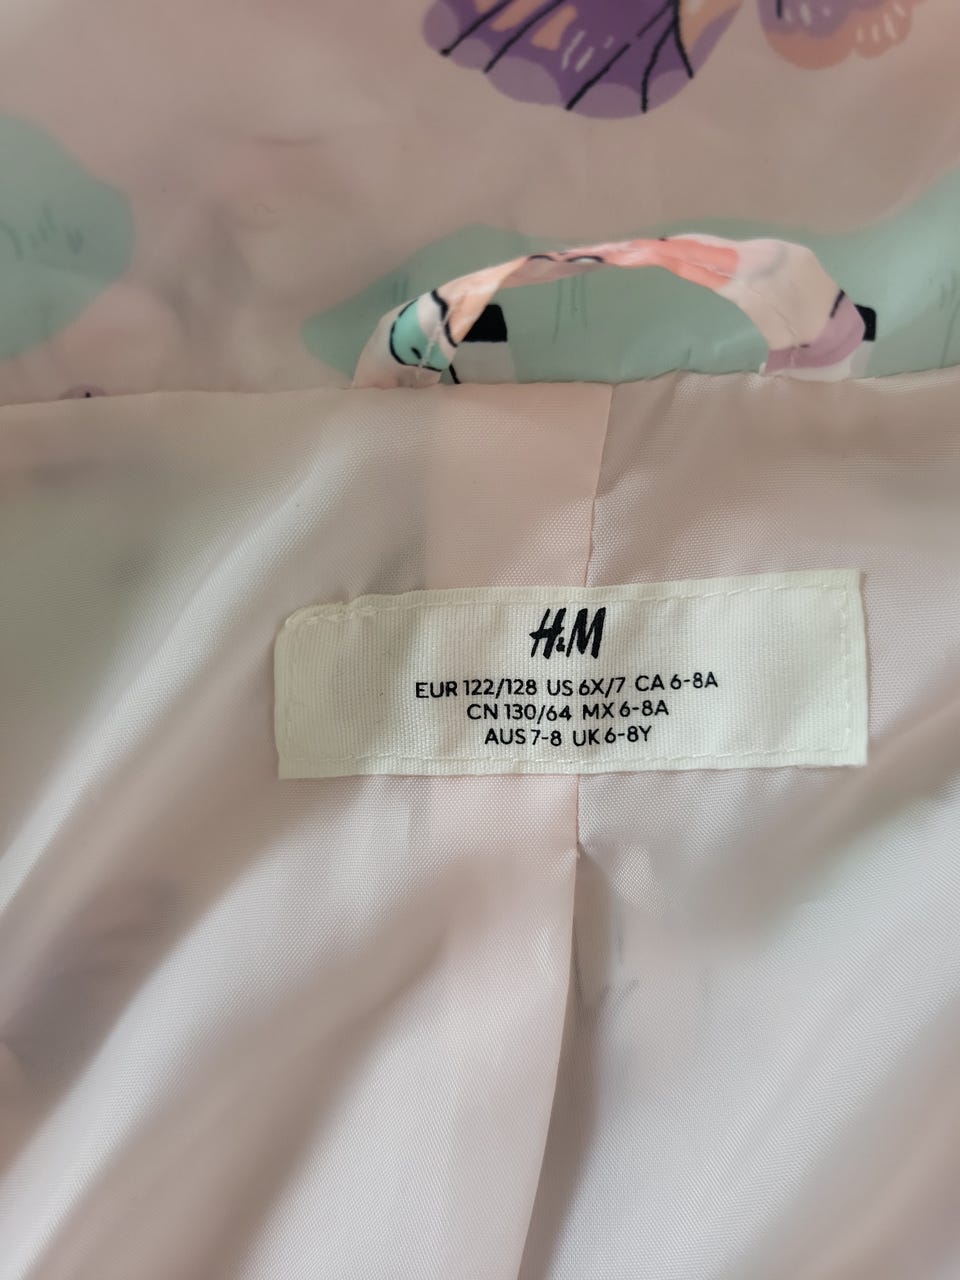 H&M
EUR 122/128 US 6X/7 CA 6-8A
CN 130/64 MX 6-8A
AUS 7-8 UK 6-8Y